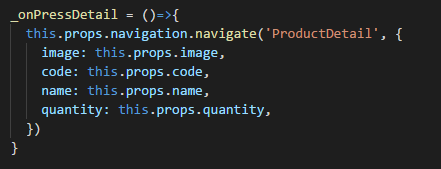 _onPressDetail = ()=>{
this.props.navigation.navigate('ProductDetail', {
image: this.props.image,
code: this.props.code,
name: this.props.name,
quantity: this.props.quantity,
})
}